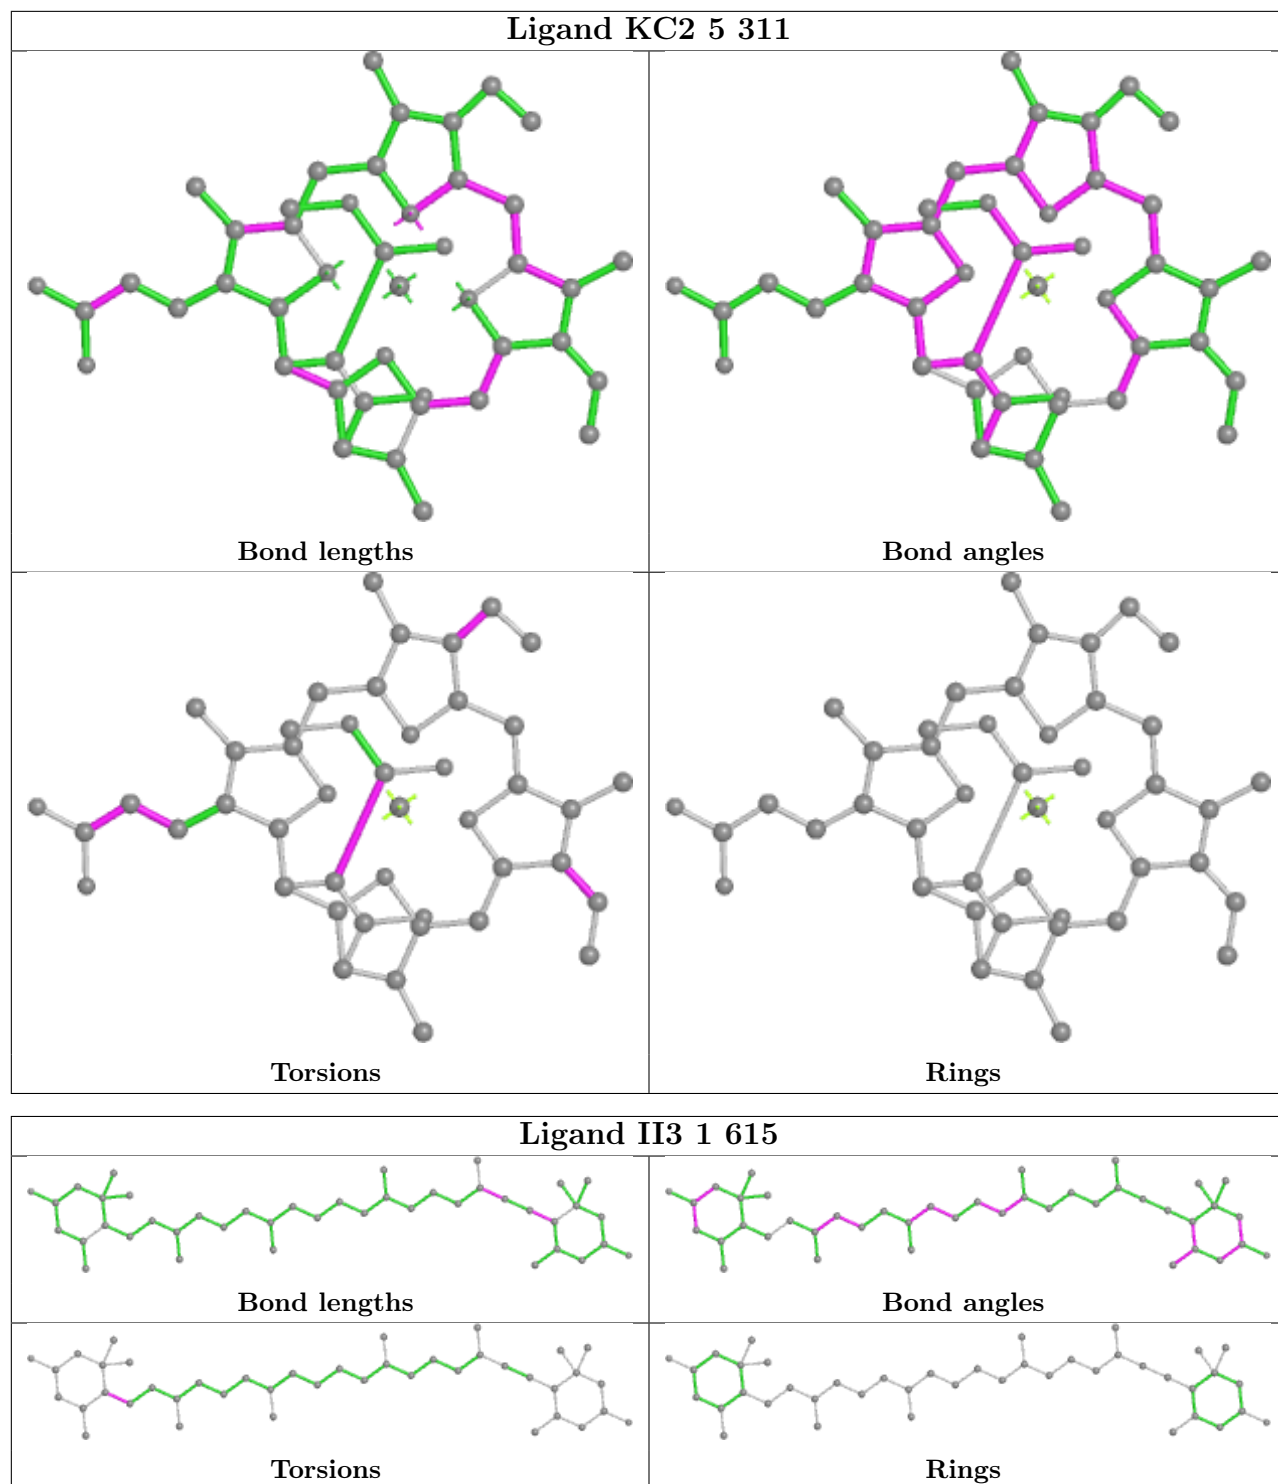 Ligand KC2 5 311
Bond lengths
Bond angles
Torsions
Rings
Ligand II3 1 615
Bond lengths
Bond angles
Torsions
Rings